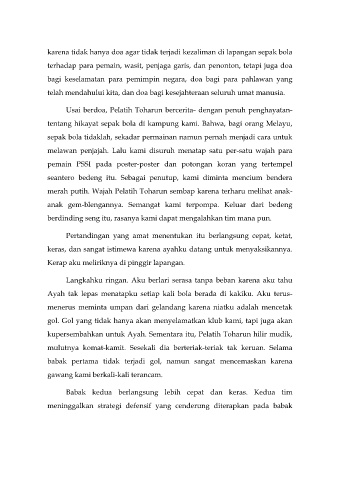 karena tidak hanya doa agar tidak terjadi kezaliman di lapangan sepak bola
terhadap para pemain, wasit, penjaga garis, dan penonton, tetapi juga doa
bagi keselamatan para pemimpin negara, doa bagi para pahlawan yang
telah mendahului kita, dan doa bagi kesejahteraan seluruh umat manusia.
Usai berdoa, Pelatih Toharun bercerita- dengan penuh penghayatan-
tentang hikayat sepak bola di kampung kami. Bahwa, bagi orang Melayu,
sepak bola tidaklah, sekadar permainan namun pernah menjadi cara untuk
melawan penjajah. Lalu kami disuruh menatap satu per-satu wajah para
pemain PSSI pada poster-poster dan potongan koran yang tertempel
seantero bedeng itu. Sebagai penutup, kami diminta mencium bendera
merah putih. Wajah Pelatih Toharun sembap karena terharu melihat anak-
anak gem-blengannya. Semangat kami terpompa. Keluar dari bedeng
berdinding seng itu, rasanya kami dapat mengalahkan tim mana pun.
Pertandingan yang amat menentukan itu berlangsung cepat, ketat,
keras, dan sangat istimewa karena ayahku datang untuk menyaksikannya.
Kerap aku meliriknya di pinggir lapangan.
Langkahku ringan. Aku berlari serasa tanpa beban karena aku tahu
Ayah tak lepas menatapku setiap kali bola berada di kakiku. Aku terus-
menerus meminta umpan dari gelandang karena niatku adalah mencetak
gol. Gol yang tidak hanya akan menyelamatkan klub kami, tapi juga akan
kupersembahkan untuk Ayah. Sementara itu, Pelatih Toharun hilir mudik,
mulutnya komat-kamit. Sesekali dia berteriak-teriak tak keruan. Selama
babak pertama tidak terjadi gol, namun sangat mencemaskan karena
gawang kami berkali-kali terancam.
Babak kedua berlangsung lebih cepat dan keras. Kedua tim
meninggalkan strategi defensif yang cenderung diterapkan pada babak